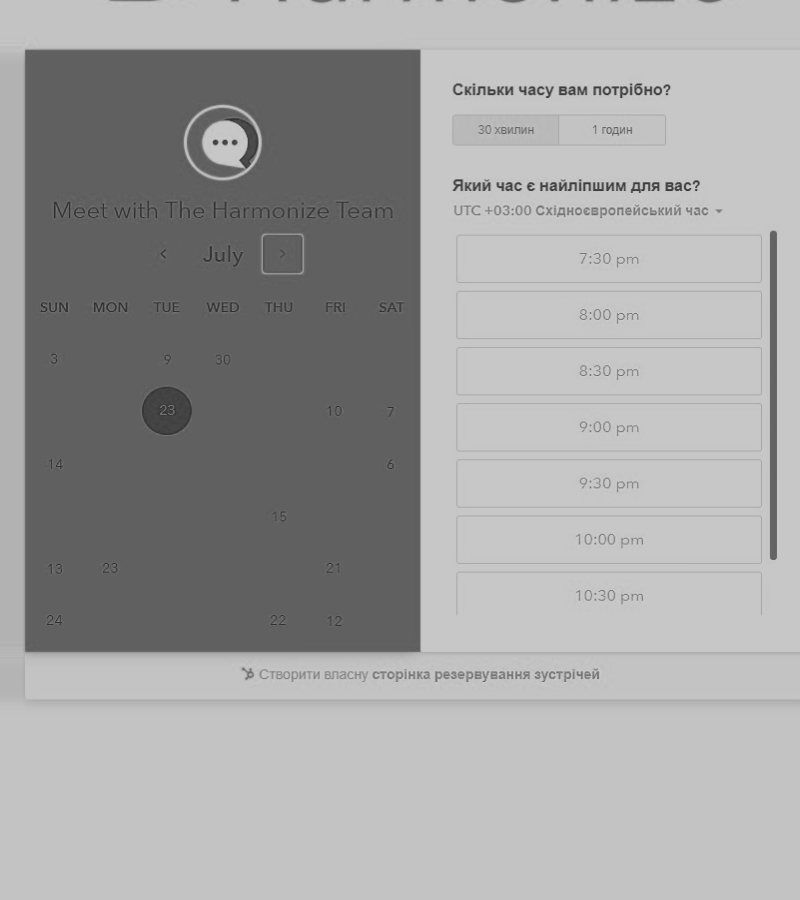 Harmonize
Meet with The Harmonize Team
July
SUN MON TUE WED THU FRI SAT
3 9 30
23 10 7
14 6
15
13 23 21
24 22 12
Скільки часу вам потрібно?
30 хвилин 1 годин
Який час є найліпшим для вас?
UTC +03:00 Східноєвропейський час
7:30 pm
8:00 pm
8:30 pm
9:00 pm
9:30 pm
10:00 pm
10:30 pm
Створити власну сторінка резервування зустрічей